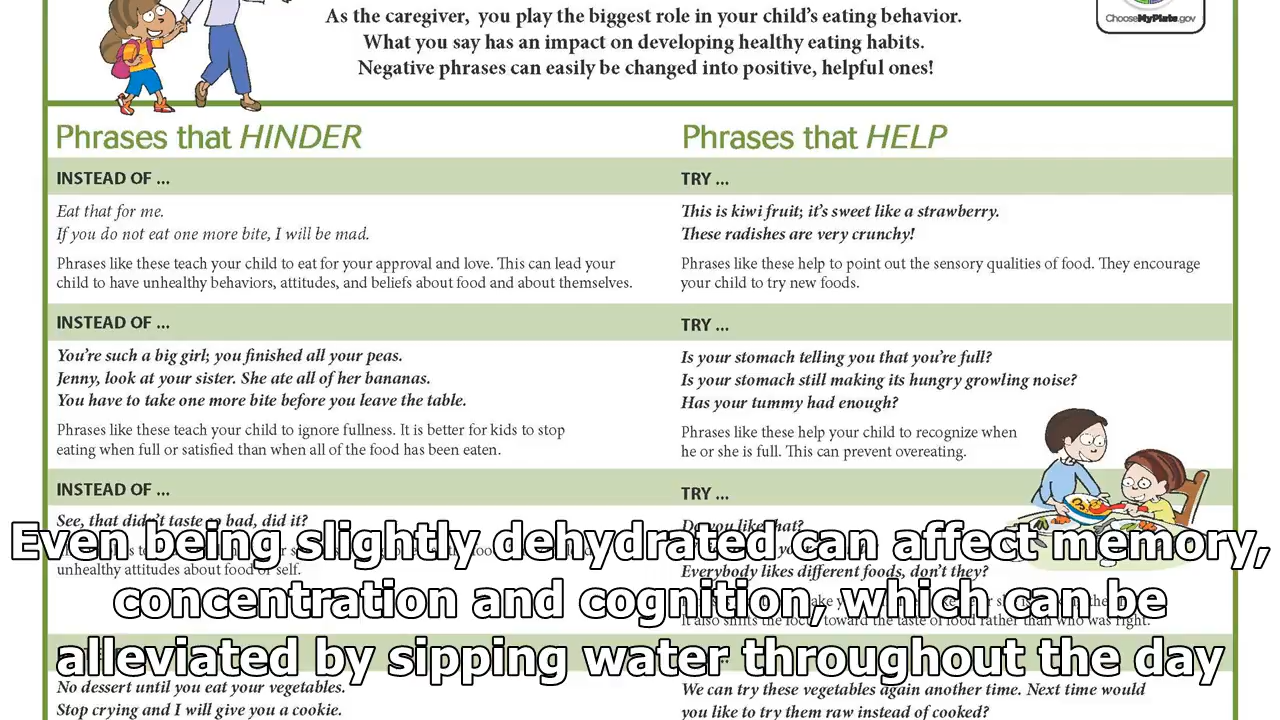 As the caregiver, you play the biggest role in your child's eating behavior.
What you say has an impact on developing healthy eating habits.
Negative phrases can easily be changed into positive, helpful ones!
ChooseMyPlate.gov
Phrases that HINDER
Phrases that HELP
INSTEAD OF ...
TRY ...
Eat that for me.
If you do not eat one more bite, I will be mad.
This is kiwi fruit; it's sweet like a strawberry.
These radishes are very crunchy!
Phrases like these teach your child to eat for your approval and love. This can lead your
child to have unhealthy behaviors, attitudes, and beliefs about food and about themselves.
Phrases like these help to point out the sensory qualities of food. They encourage
your child to try new foods.
INSTEAD OF ...
TRY ...
You're such a big girl; you finished all your peas.
Jenny, look at your sister. She ate all of her bananas.
You have to take one more bite before you leave the table.
Is your stomach telling you that you're full?
Is your stomach still making its hungry growling noise?
Has your tummy had enough?
Phrases like these teach your child to ignore fullness. It is better for kids to stop
eating when full or satisfied than when all of the food has been eaten.
Phrases like these help your child to recognize when
he or she is full. This can prevent overeating.
INSTEAD OF ...
TRY ...
See, that didn't taste so bad, did it?
Do you like that?
unhealthy attitudes about food or self.
Everybody likes different foods, don't they?
It also shifts the focus toward the taste of food rather than who was right.
Even being slightly dehydrated can affect memory,
concentration and cognition, which can be
alleviated by sipping water throughout the day
No dessert until you eat your vegetables.
Stop crying and I will give you a cookie.
We can try these vegetables again another time. Next time would
you like to try them raw instead of cooked?